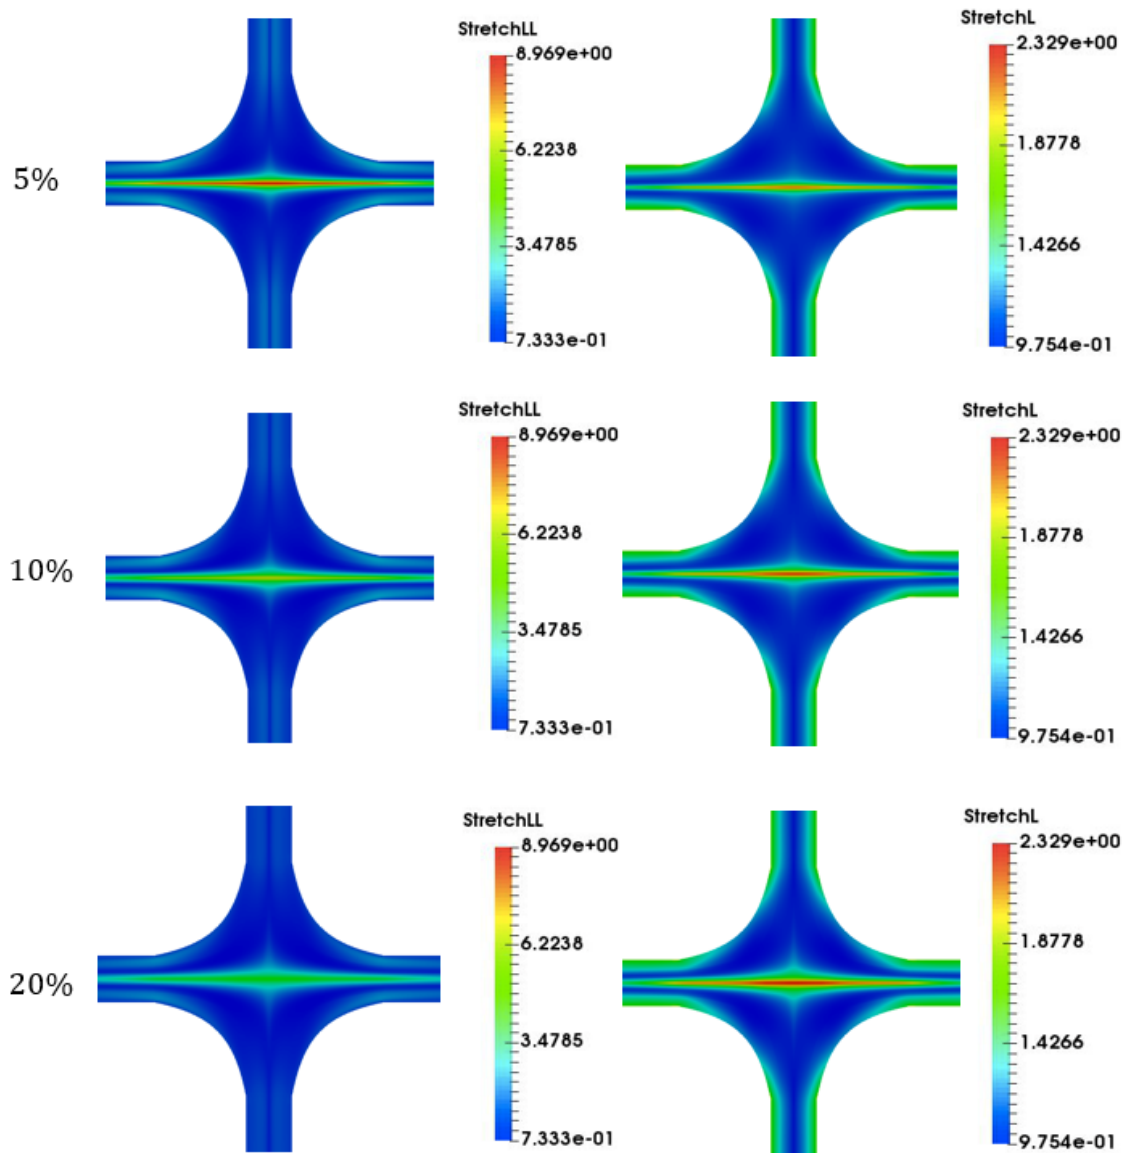 StretchLL
8.969e+00
6.2238
3.4785
7.333e-01
StretchL
2.329e+00
1.8778
1.4266
9.754e-01
5%
StretchLL
8.969e+00
6.2238
3.4785
7.333e-01
StretchL
2.329e+00
1.8778
1.4266
9.754e-01
10%
StretchLL
8.969e+00
6.2238
3.4785
7.333e-01
StretchL
2.329e+00
1.8778
1.4266
9.754e-01
20%